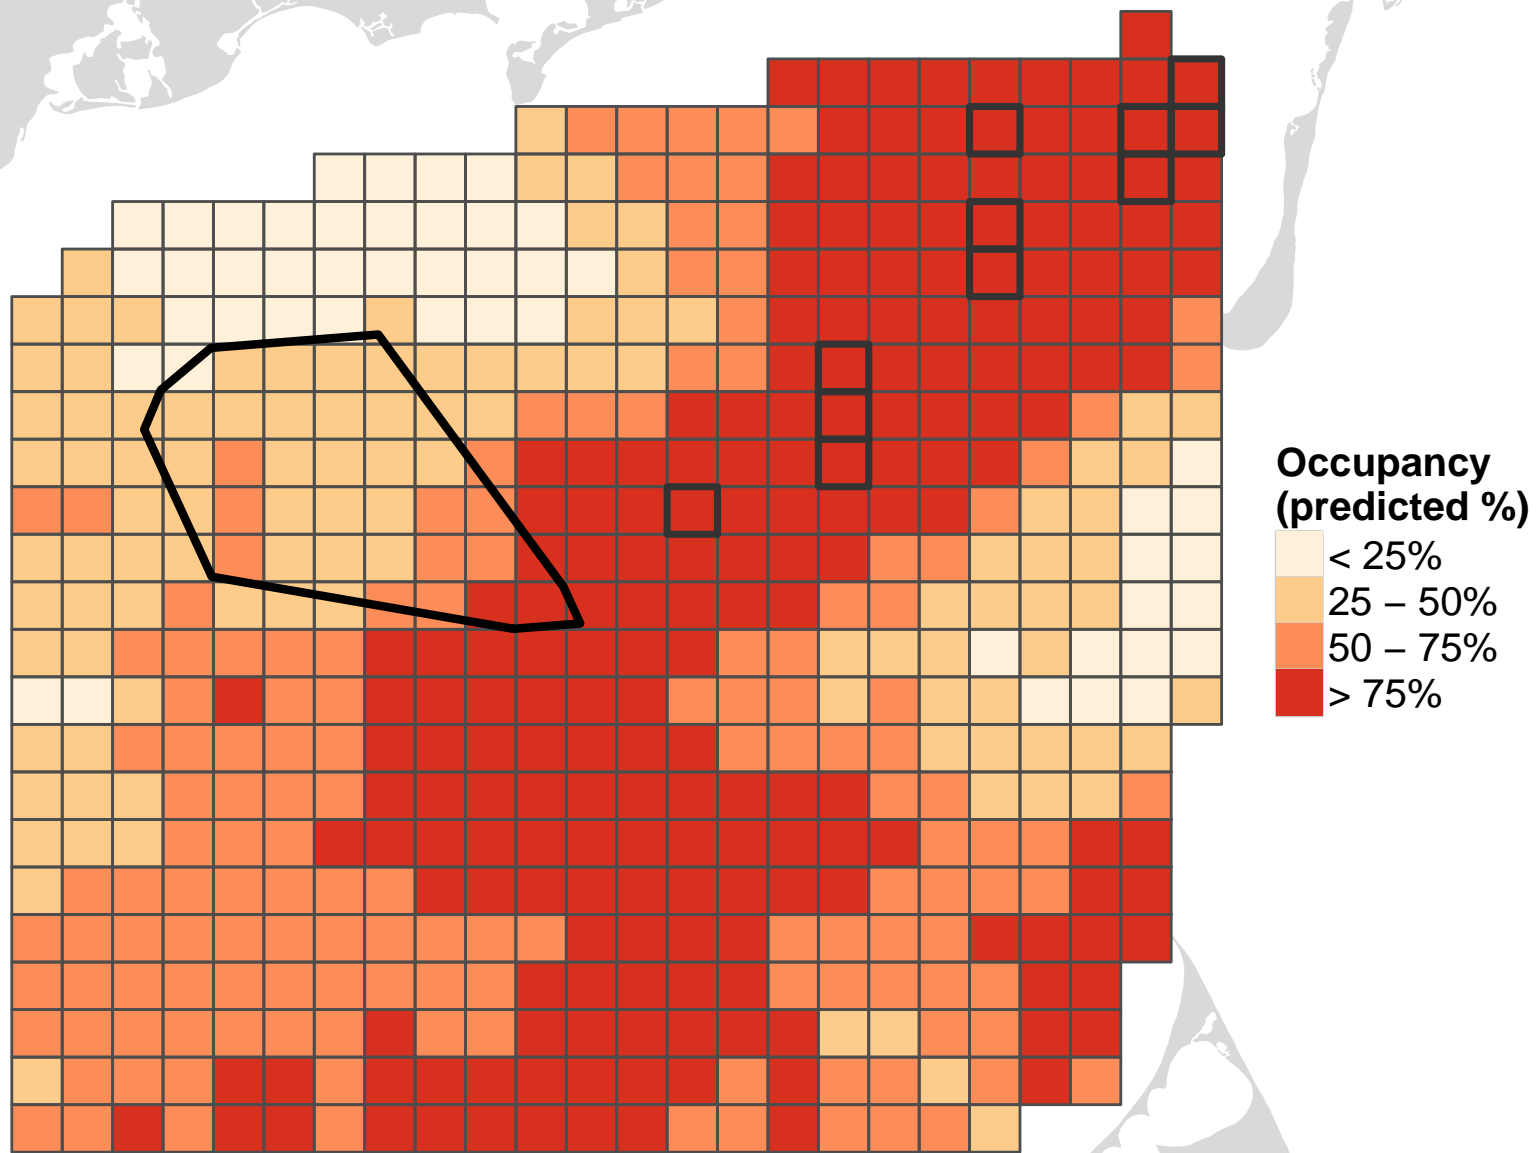 Occupancy
(predicted %)
< 25%
25 – 50%
50 – 75%
> 75%